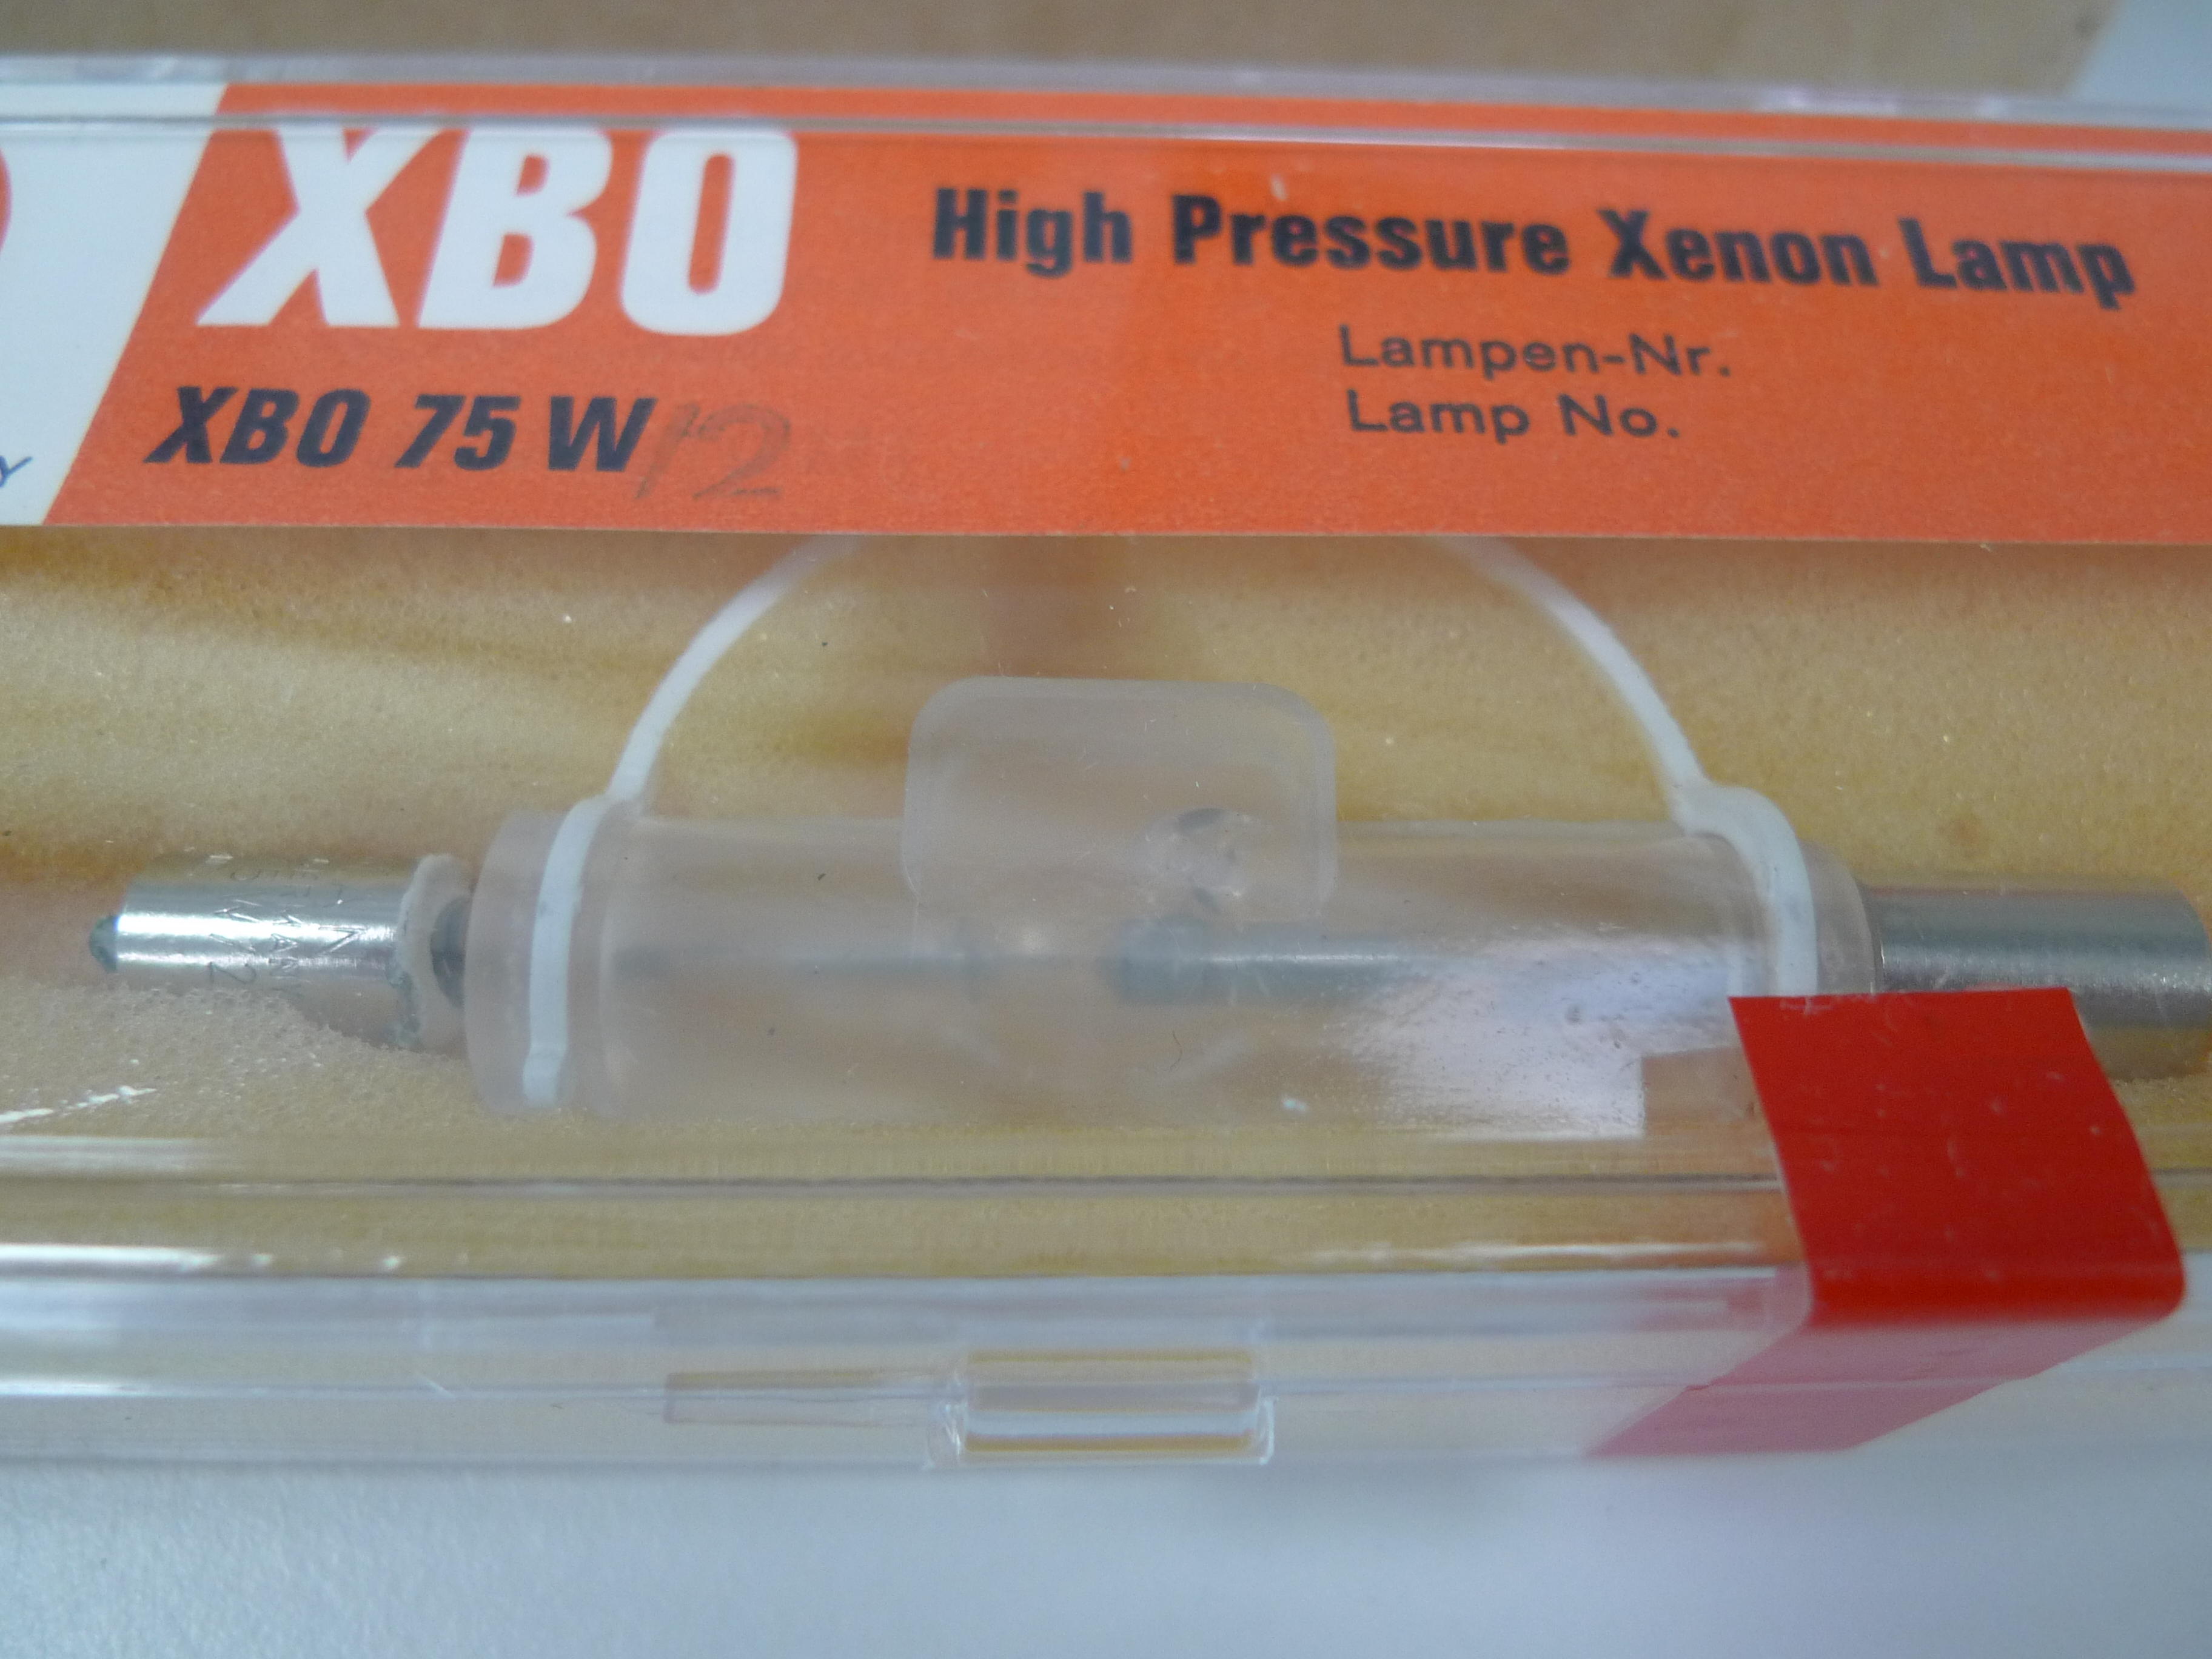 XBO
High Pressure Xenon Lamp
Lampen-Nr.
Lamp No.
XBO 75 W/2